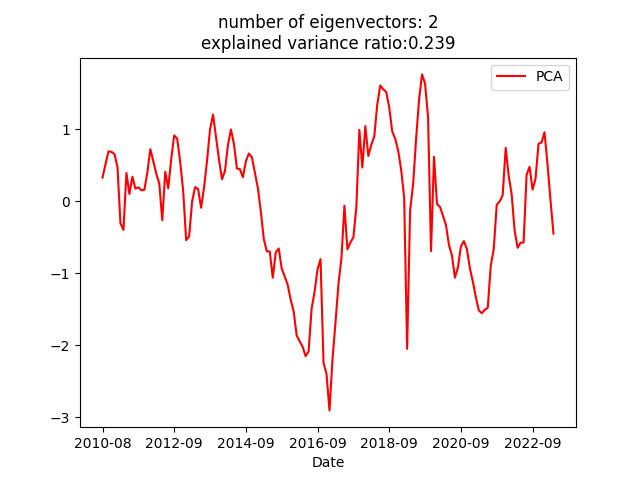 number of eigenvectors: 2
explained variance ratio:0.239
PCA
1
0
−1
−2
−3
2010-08 2012-09 2014-09 2016-09 2018-09 2020-09 2022-09
Date